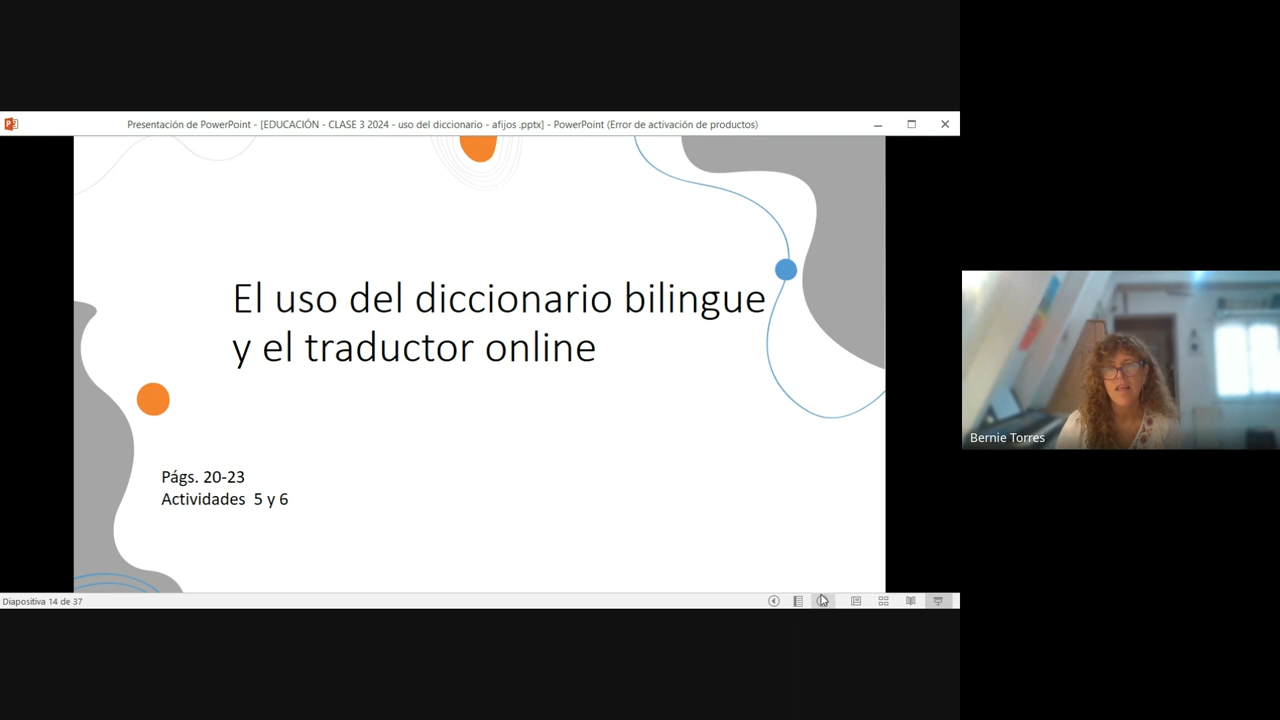 Presentación de PowerPoint - [EDUCACIÓN - CLASE 3 2024 - uso del diccionario - afijos .pptx] - PowerPoint (Error de activación de productos)
El uso del diccionario bilingue
y el traductor online
Págs. 20-23
Actividades 5 y 6
Bernie Torres
Diapositiva 14 de 37